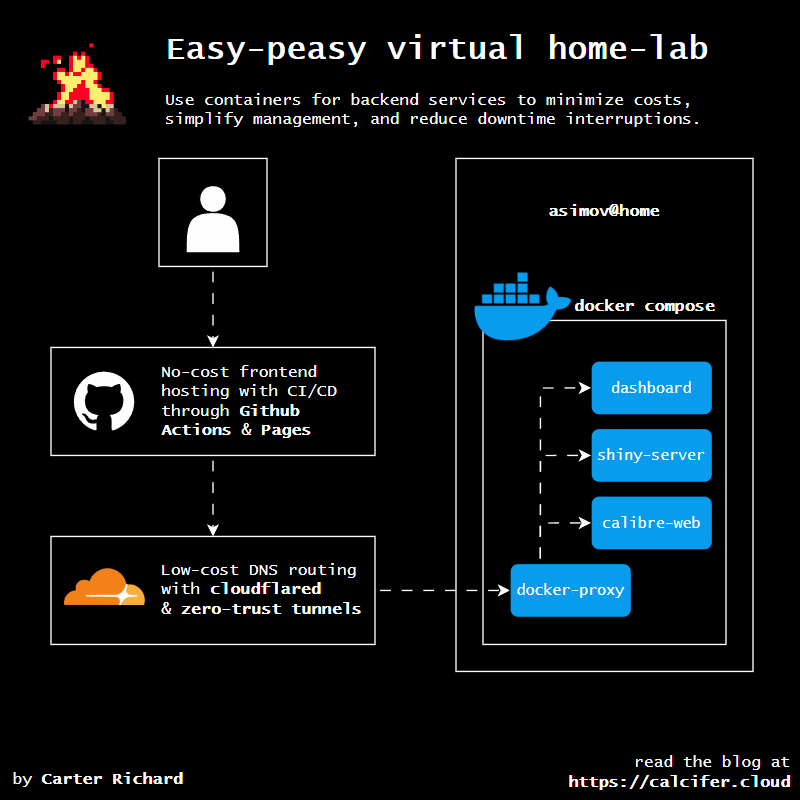 Easy-peasy virtual home-lab
Use containers for backend services to minimize costs,
simplify management, and reduce downtime interruptions.
No-cost frontend
hosting with CI/CD
through Github
Actions & Pages
Low-cost DNS routing
with cloudflared
& zero-trust tunnels
asimov@home
docker compose
dashboard
shiny-server
calibre-web
docker-proxy
by Carter Richard
read the blog at
https://calcifer.cloud